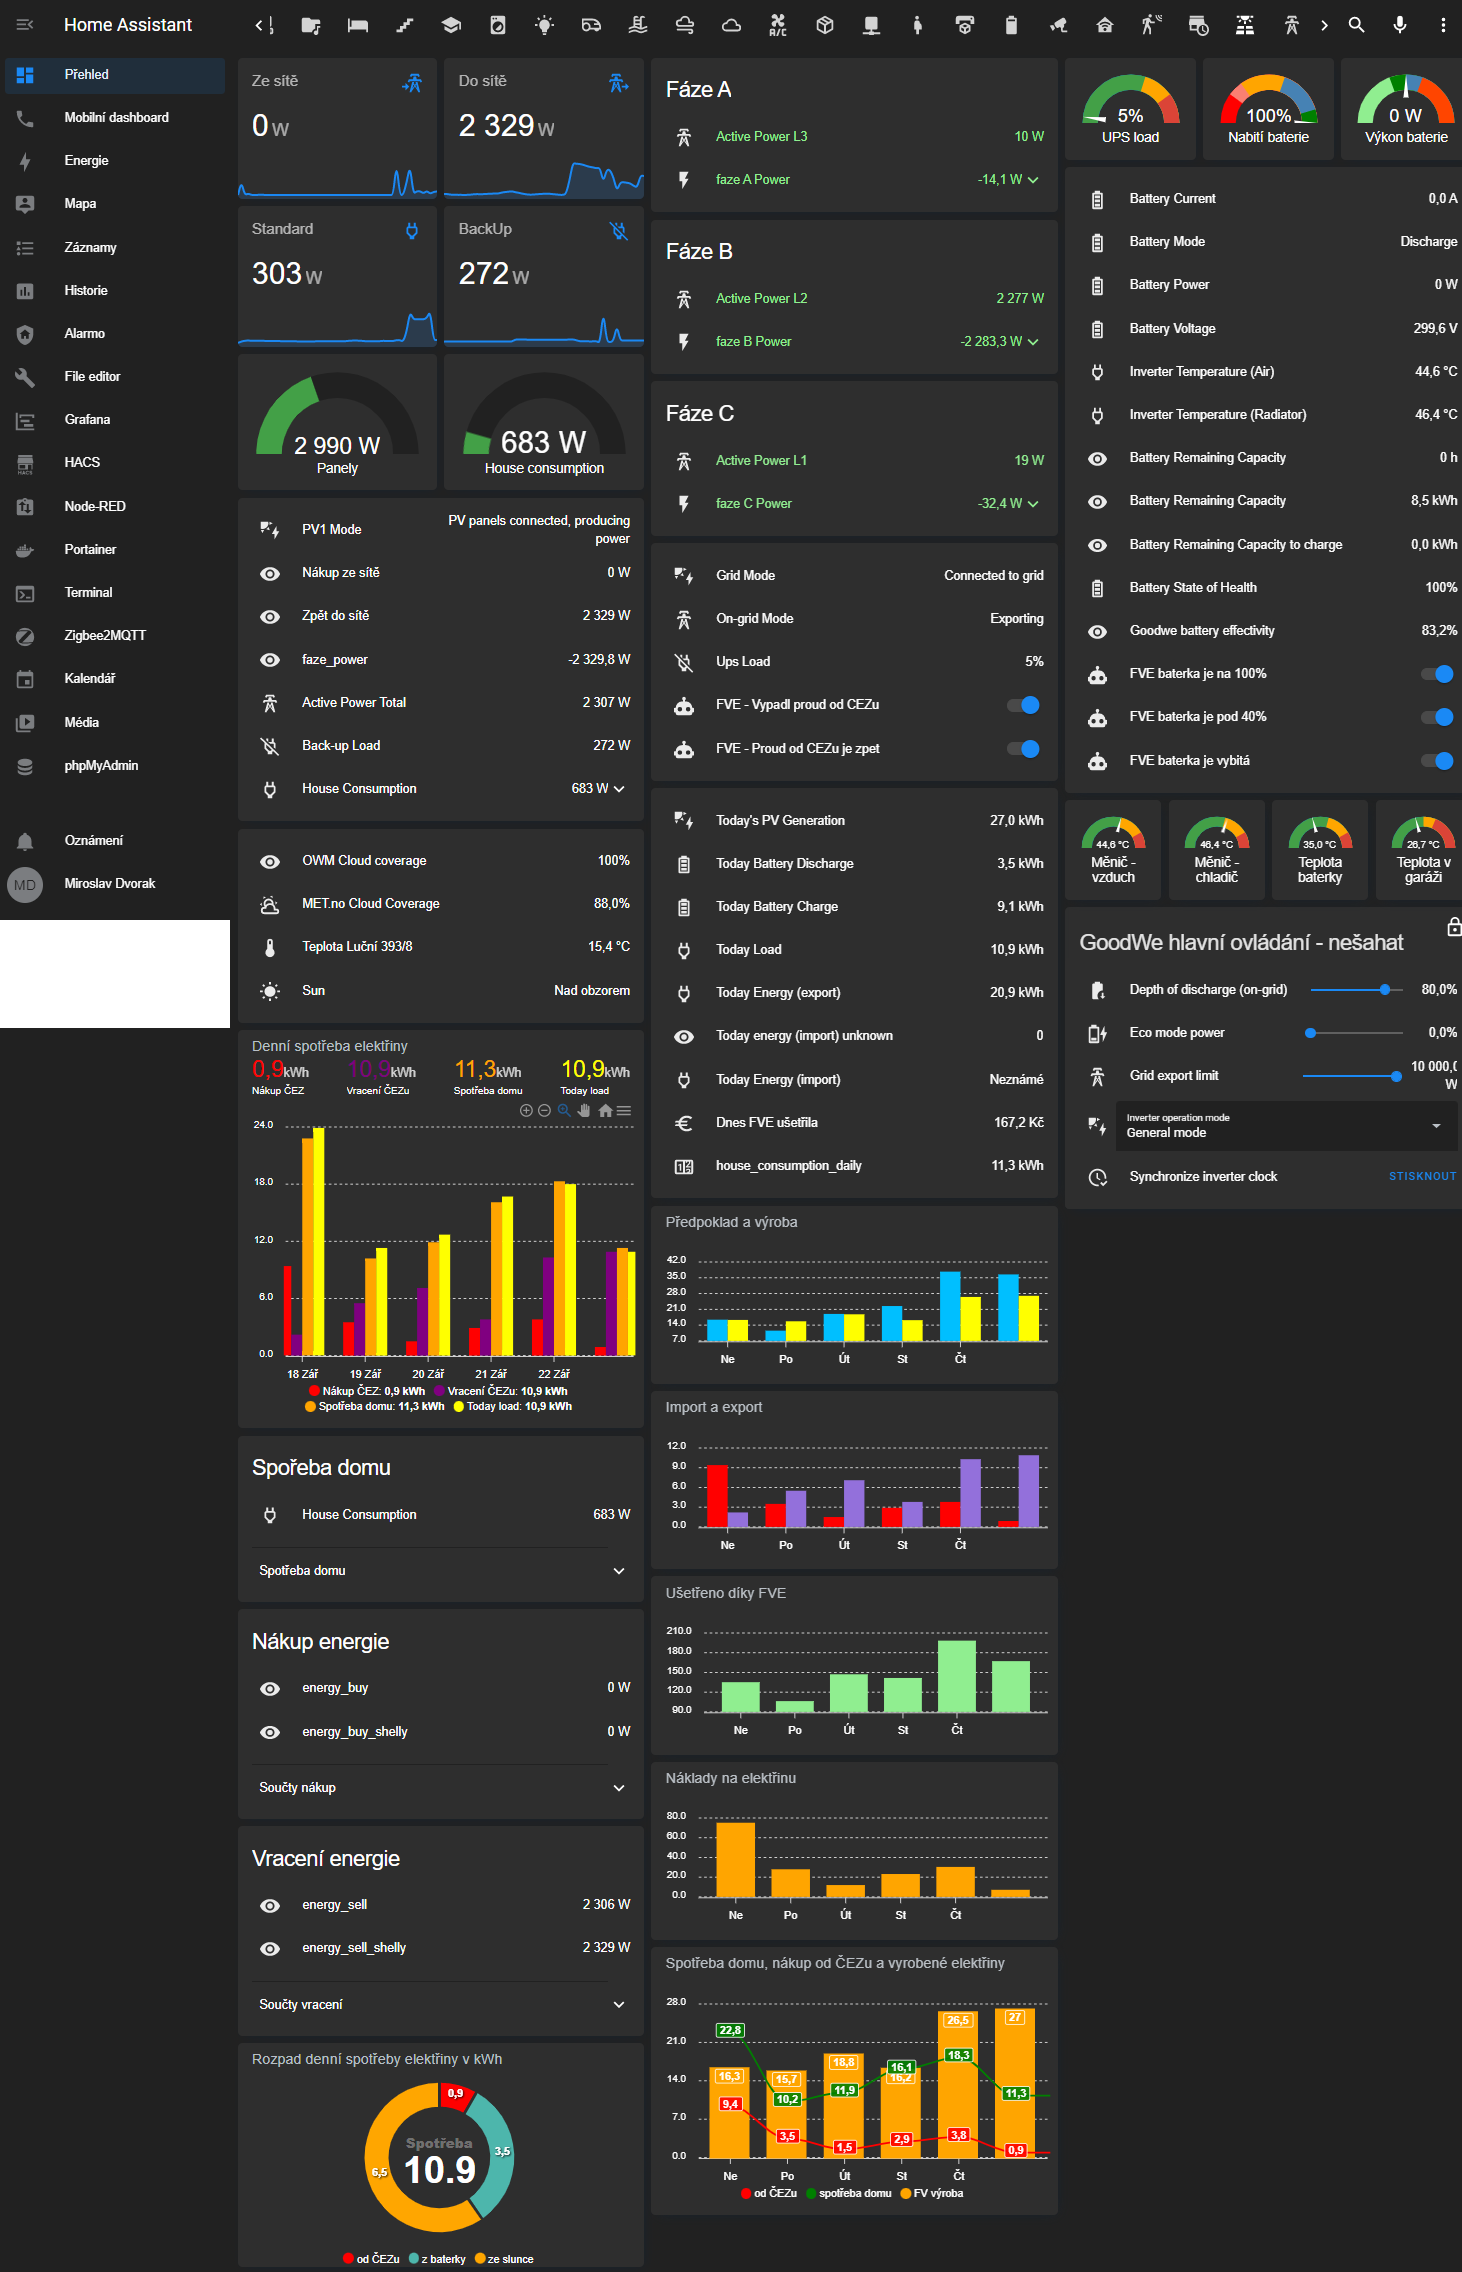 Home Assistant
A/C
Přehled
Mobilní dashboard
Energie
Mapa
Záznamy
Historie
Alarmo
File editor
Grafana
HACS
HACS
Node-RED
Portainer
Terminal
Zigbee2MQTT
Kalendář
Média
phpMyAdmin
Oznámení
MD
Miroslav Dvorak
Ze sítě
0 W
Do sítě
2 329 W
Standard
303 W
BackUp
272 W
2 990 W
Panely
683 W
House consumption
PV1 Mode
PV panels connected, producing
power
Nákup ze sítě 0 W
Zpět do sítě 2 329 W
faze_power -2 329,8 W
Active Power Total 2 307 W
Back-up Load 272 W
House Consumption 683 W
OWM Cloud coverage 100%
MET.no Cloud Coverage 88,0%
Teplota Luční 393/8 15,4 °C
Sun Nad obzorem
Denní spotřeba elektřiny
0,9kWh 10,9kWh 11,3kWh 10,9kWh
Nákup ČEZ Vracení ČEZu Spotřeba domu Today load
24.0
18.0
12.0
6.0
0.0
18 Zář 19 Zář 20 Zář 21 Zář 22 Zář
Nákup ČEZ: 0,9 kWh Vracení ČEZu: 10,9 kWh
Spotřeba domu: 11,3 kWh Today load: 10,9 kWh
Spořeba domu
House Consumption 683 W
Spotřeba domu
Nákup energie
energy_buy 0 W
energy_buy_shelly 0 W
Součty nákup
Vracení energie
energy_sell 2 306 W
energy_sell_shelly 2 329 W
Součty vracení
Rozpad denní spotřeby elektřiny v kWh
0,9
3,5
6,5
Spotřeba
10.9
od ČEZu z baterky ze slunce
Fáze A
Active Power L3 10 W
faze A Power -14,1 W
Fáze B
Active Power L2 2 277 W
faze B Power -2 283,3 W
Fáze C
Active Power L1 19 W
faze C Power -32,4 W
Grid Mode Connected to grid
On-grid Mode Exporting
Ups Load 5%
FVE - Vypadl proud od CEZu
FVE - Proud od CEZu je zpet
Today's PV Generation 27,0 kWh
Today Battery Discharge 3,5 kWh
Today Battery Charge 9,1 kWh
Today Load 10,9 kWh
Today Energy (export) 20,9 kWh
Today energy (import) unknown 0
Today Energy (import) Neznámé
Dnes FVE ušetřila 167,2 Kč
house_consumption_daily 11,3 kWh
Předpoklad a výroba
42.0
35.0
28.0
21.0
14.0
7.0
Ne Po Út St Čt
Import a export
12.0
9.0
6.0
3.0
0.0
Ne Po Út St Čt
Ušetřeno díky FVE
210.0
180.0
150.0
120.0
90.0
Ne Po Út St Čt
Náklady na elektřinu
80.0
60.0
40.0
20.0
0.0
Ne Po Út St Čt
Spotřeba domu, nákup od ČEZu a vyrobené elektřiny
28.0
21.0
14.0
7.0
0.0
22,8 10,2 11,9 16,1 18,3 11,3
16,3 15,7 18,8 16,2 26,5 27
9,4 3,5 1,5 2,9 3,8 0,9
Ne Po Út St Čt
od ČEZu spotřeba domu FV výroba
5%
UPS load
100%
Nabití baterie
0 W
Výkon baterie
Battery Current 0,0 A
Battery Mode Discharge
Battery Power 0 W
Battery Voltage 299,6 V
Inverter Temperature (Air) 44,6 °C
Inverter Temperature (Radiator) 46,4 °C
Battery Remaining Capacity 0 h
Battery Remaining Capacity 8,5 kWh
Battery Remaining Capacity to charge 0,0 kWh
Battery State of Health 100%
Goodwe battery effectivity 83,2%
FVE baterka je na 100%
FVE baterka je pod 40%
FVE baterka je vybitá
44,6 °C
Měnič -
vzduch
46,4 °C
Měnič -
chladič
35,0 °C
Teplota
baterky
26,7 °C
Teplota v
garáži
GoodWe hlavní ovládání - nešahat
Depth of discharge (on-grid) 80,0%
Eco mode power 0,0%
Grid export limit 10 000,0
W
Inverter operation mode
General mode
Synchronize inverter clock STISKNOUT